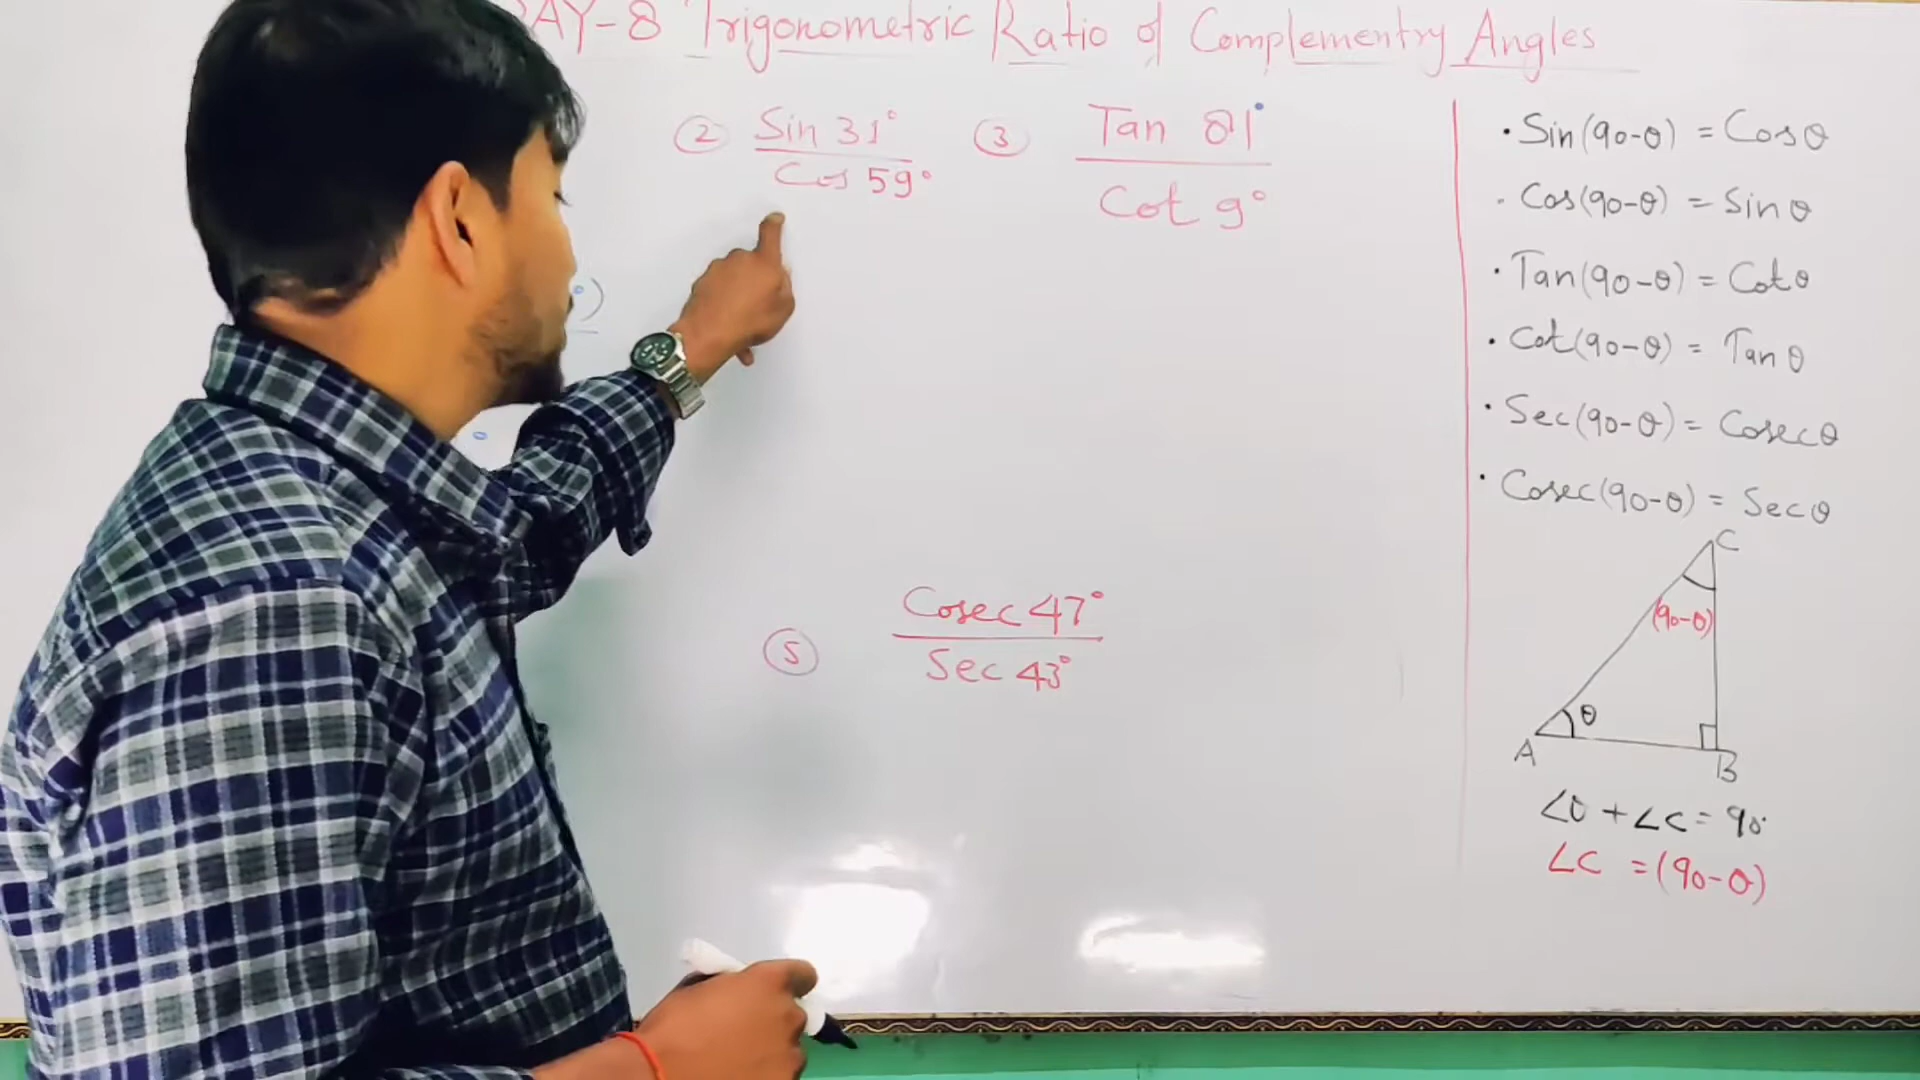 AY-8 Trigonometric Ratio of Complementry Angles
② Sin 31° / Cos 59°
③ Tan 81° / Cot 9°
°)
°
⑤ Cosec 47° / Sec 43°
• Sin(90-θ) = Cosθ
• Cos(90-θ) = Sinθ
• Tan(90-θ) = Cotθ
• Cot(90-θ) = Tanθ
• Sec(90-θ) = Cosecθ
• Cosec(90-θ) = Secθ
C
(90-θ)
θ
A
B
∠θ + ∠C = 90°
∠C = (90-θ)